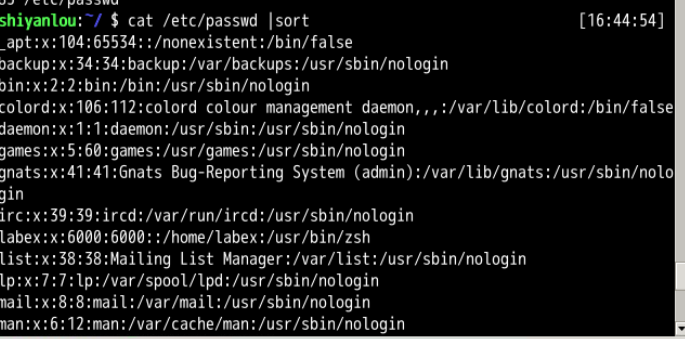 shiyanlou:~/ $ cat /etc/passwd |sort [16:44:54]
_apt:x:104:65534::/nonexistent:/bin/false
backup:x:34:34:backup:/var/backups:/usr/sbin/nologin
bin:x:2:2:bin:/bin:/usr/sbin/nologin
colord:x:106:112:colord colour management daemon,,,:/var/lib/colord:/bin/false
daemon:x:1:1:daemon:/usr/sbin:/usr/sbin/nologin
games:x:5:60:games:/usr/games:/usr/sbin/nologin
gnats:x:41:41:Gnats Bug-Reporting System (admin):/var/lib/gnats:/usr/sbin/nolo
gin
irc:x:39:39:ircd:/var/run/ircd:/usr/sbin/nologin
labex:x:6000:6000::/home/labex:/usr/bin/zsh
list:x:38:38:Mailing List Manager:/var/list:/usr/sbin/nologin
lp:x:7:7:lp:/var/spool/lpd:/usr/sbin/nologin
mail:x:8:8:mail:/var/mail:/usr/sbin/nologin
man:x:6:12:man:/var/cache/man:/usr/sbin/nologin